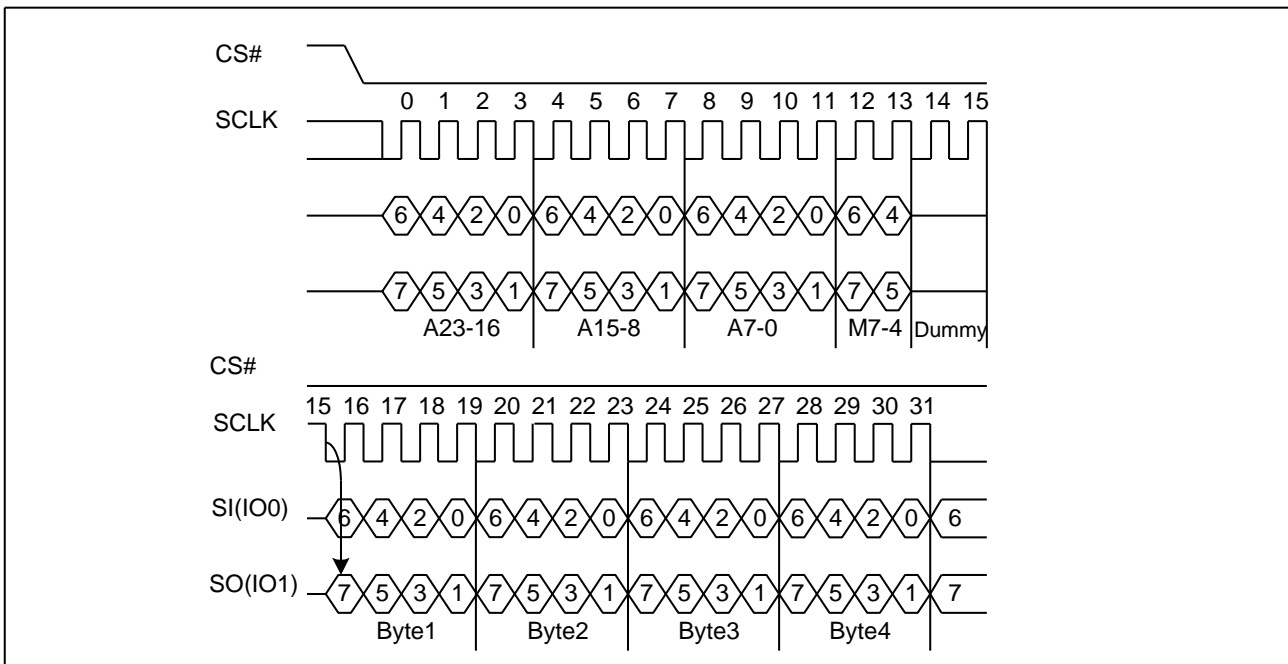 CS#
0 1 2 3 4 5 6 7 8 9 10 11 12 13 14 15
SCLK
6 4 2 0 6 4 2 0 6 4 2 0 6 4
7 5 3 1 7 5 3 1 7 5 3 1 7 5
A23-16 A15-8 A7-0 M7-4 Dummy
CS#
15 16 17 18 19 20 21 22 23 24 25 26 27 28 29 30 31
SCLK
SI(IO0) 6 4 2 0 6 4 2 0 6 4 2 0 6 4 2 0 6
SO(IO1) 7 5 3 1 7 5 3 1 7 5 3 1 7 5 3 1 7
Byte1 Byte2 Byte3 Byte4